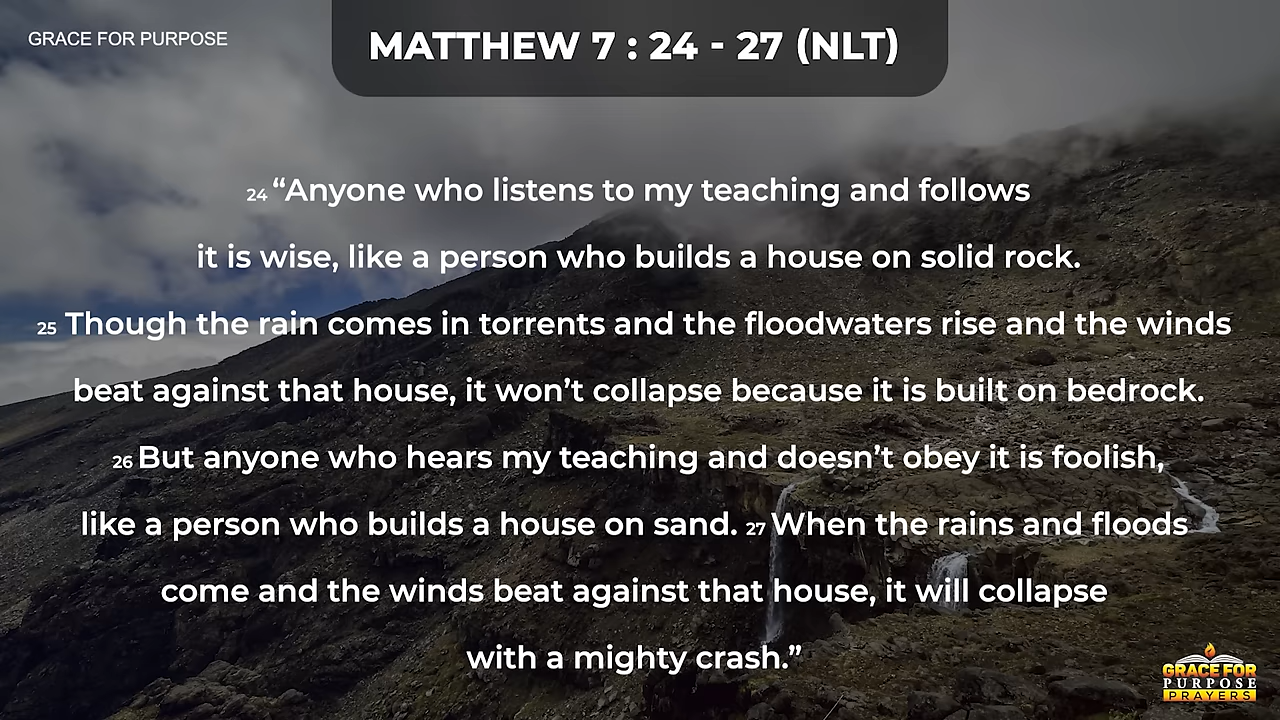 GRACE FOR PURPOSE
MATTHEW 7 : 24 - 27 (NLT)
24 “Anyone who listens to my teaching and follows
it is wise, like a person who builds a house on solid rock.
25 Though the rain comes in torrents and the floodwaters rise and the winds
beat against that house, it won’t collapse because it is built on bedrock.
26 But anyone who hears my teaching and doesn’t obey it is foolish,
like a person who builds a house on sand. 27 When the rains and floods
come and the winds beat against that house, it will collapse
with a mighty crash.”
GRACE FOR
PURPOSE
PRAYERS